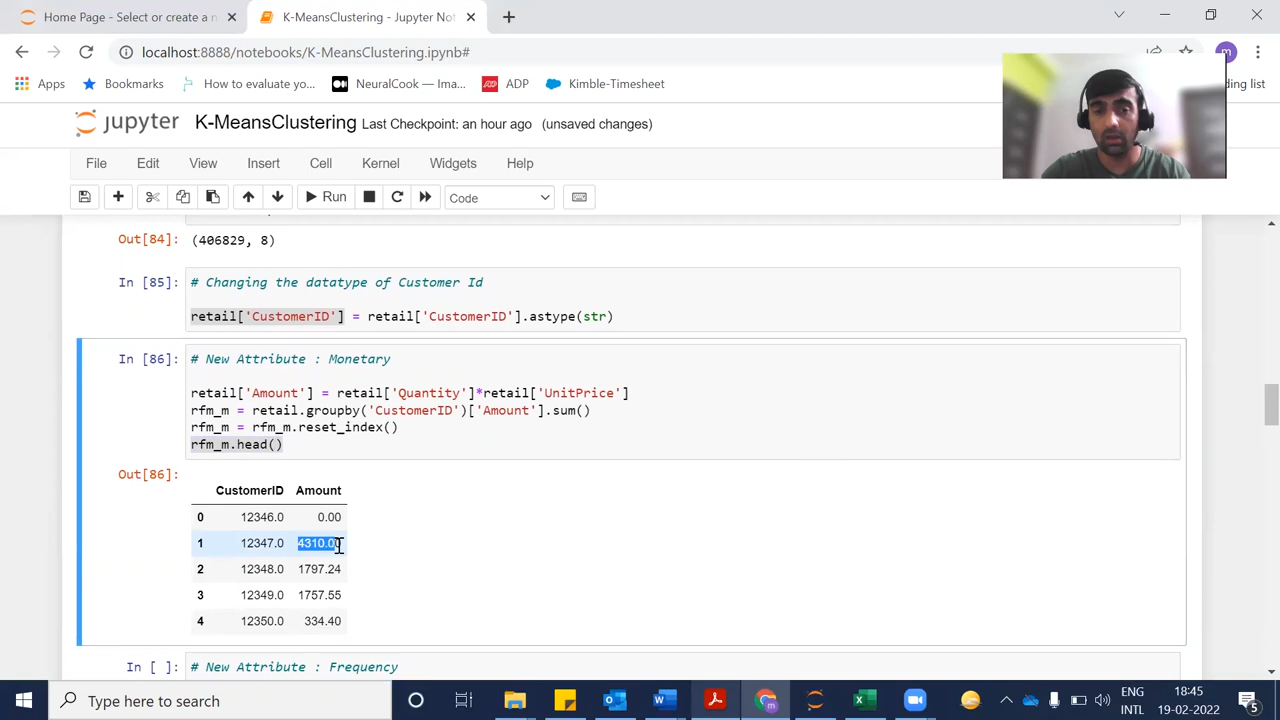 Home Page - Select or create a n
K-MeansClustering - Jupyter Not
localhost:8888/notebooks/K-MeansClustering.ipynb#
m
Apps
Bookmarks
How to evaluate yo...
NeuralCook — Ima...
ADP
Kimble-Timesheet
ding list
jupyter
K-MeansClustering Last Checkpoint: an hour ago (unsaved changes)
File Edit View Insert Cell Kernel Widgets Help
Run
Code
Out[84]: (406829, 8)
In [85]: # Changing the datatype of Customer Id
retail['CustomerID'] = retail['CustomerID'].astype(str)
In [86]: # New Attribute : Monetary
retail['Amount'] = retail['Quantity']*retail['UnitPrice']
rfm_m = retail.groupby('CustomerID')['Amount'].sum()
rfm_m = rfm_m.reset_index()
rfm_m.head()
Out[86]:
CustomerID Amount
0 12346.0 0.00
1 12347.0 4310.00
2 12348.0 1797.24
3 12349.0 1757.55
4 12350.0 334.40
In [ ]: # New Attribute : Frequency
Type here to search
ENG
INTL
18:45
19-02-2022
5